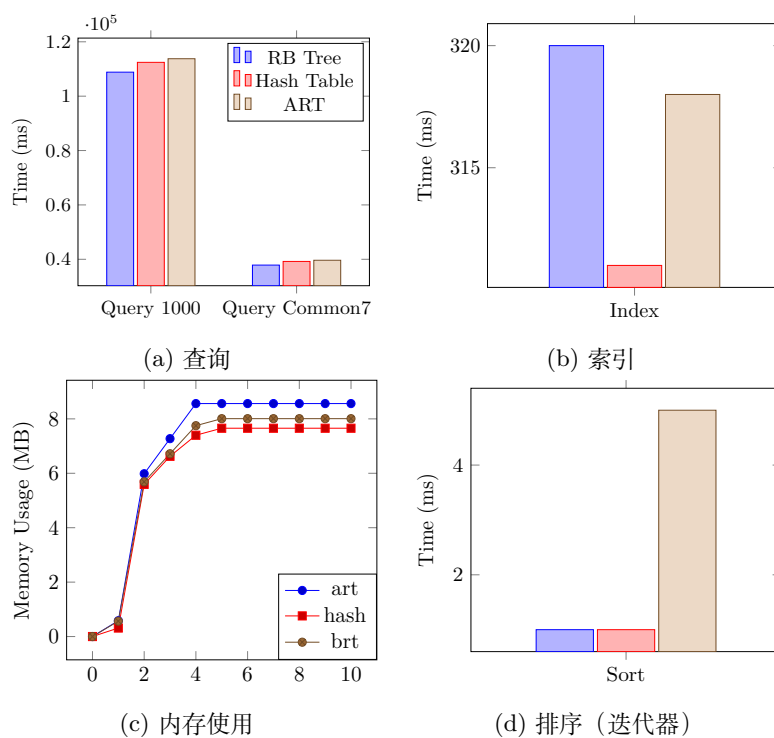 ·10⁵
1.2
1
0.8
0.6
0.4
Time (ms)
RB Tree
Hash Table
ART
Query 1000
Query Common7
(a) 查询
320
315
Time (ms)
Index
(b) 索引
8
6
4
2
0
Memory Usage (MB)
art
hash
brt
0 2 4 6 8 10
(c) 内存使用
4
2
Time (ms)
Sort
(d) 排序（迭代器）